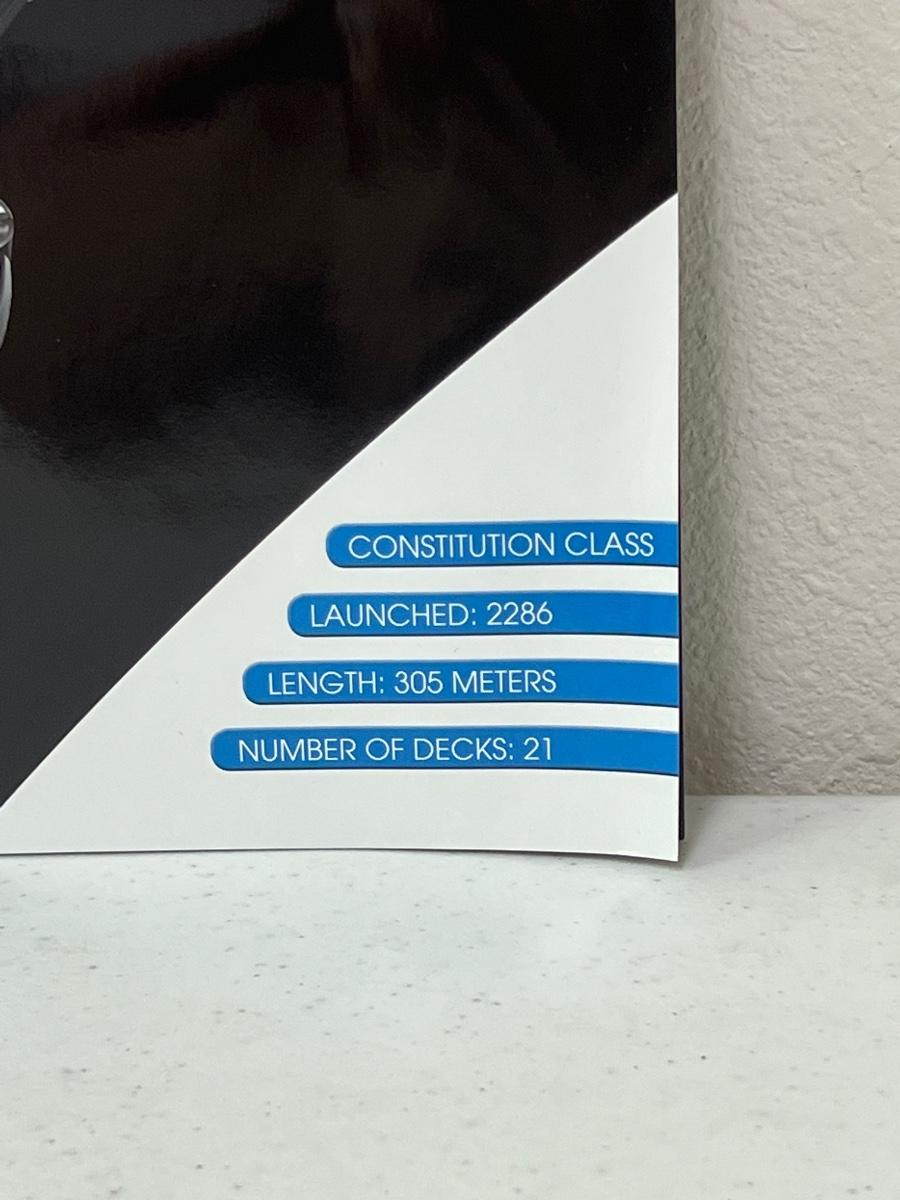 CONSTITUTION CLASS
LAUNCHED: 2286
LENGTH: 305 METERS
NUMBER OF DECKS: 21